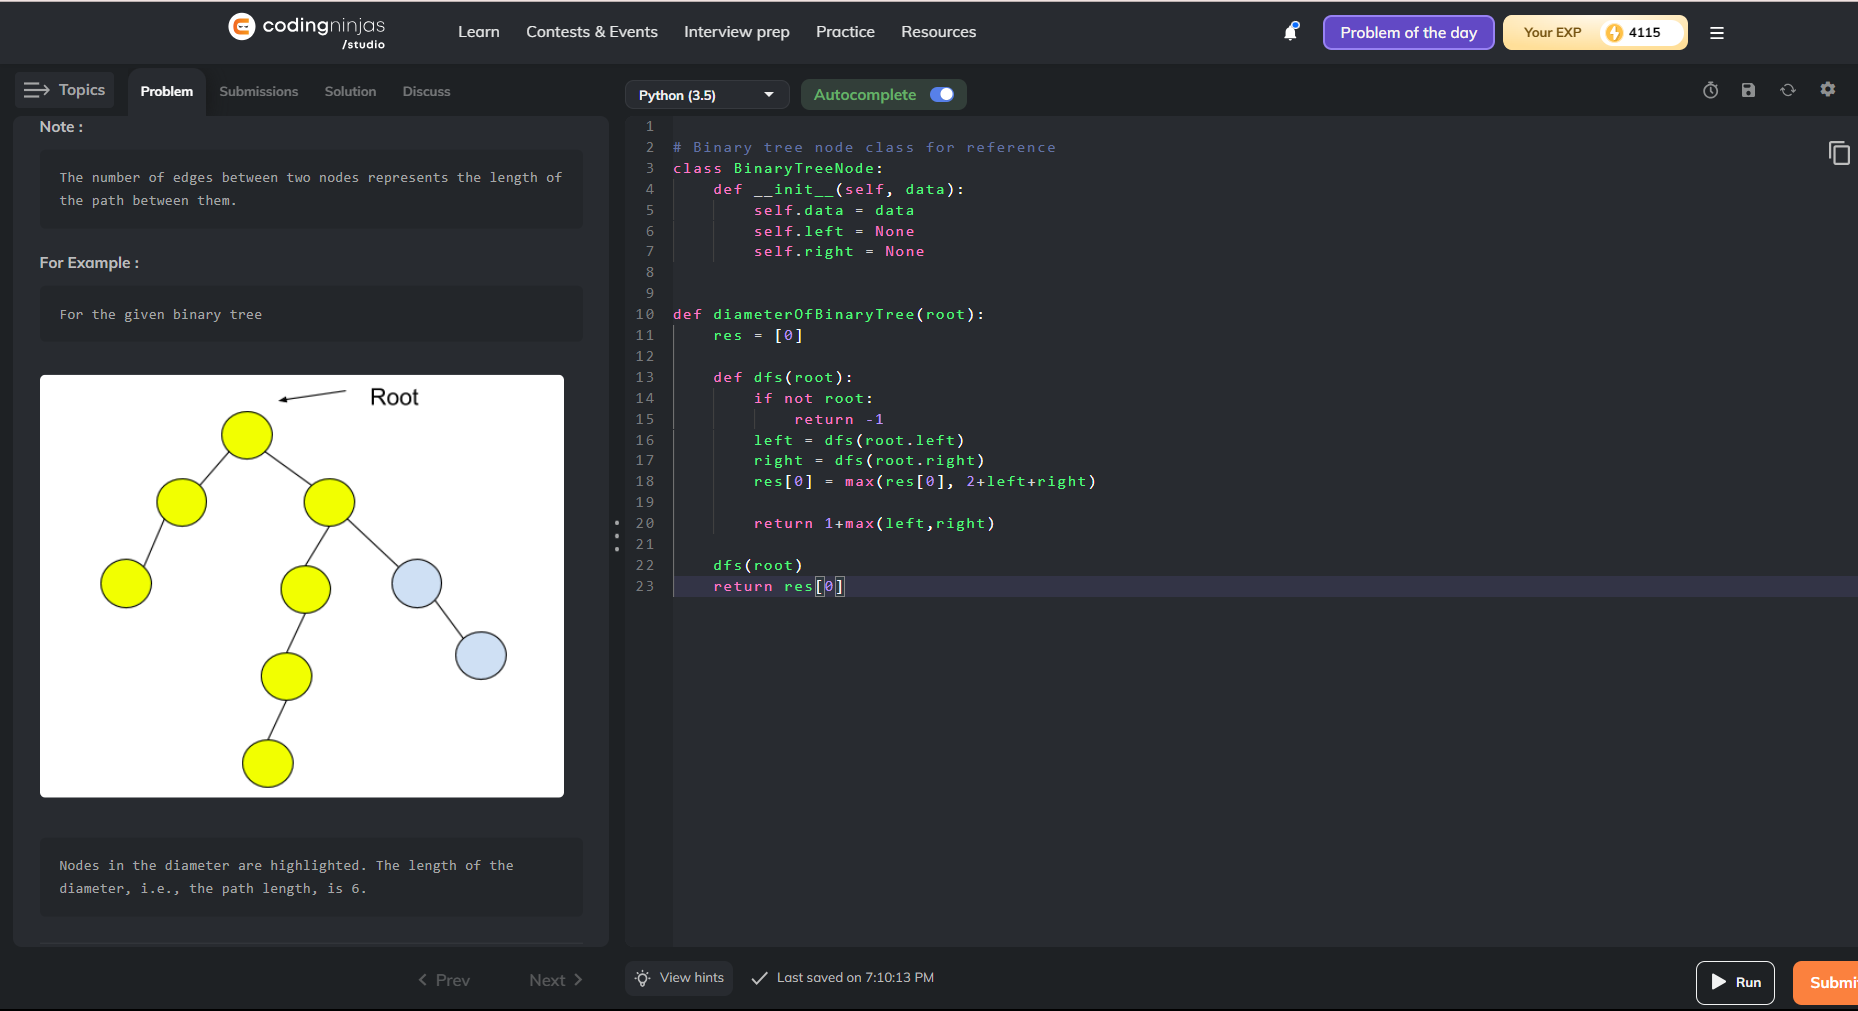 codingninjas
/studio
Learn
Contests & Events
Interview prep
Practice
Resources
Problem of the day
Your EXP
4115
Topics
Problem
Submissions
Solution
Discuss
Note :
The number of edges between two nodes represents the length of
the path between them.
For Example :
For the given binary tree
Root
Nodes in the diameter are highlighted. The length of the
diameter, i.e., the path length, is 6.
Prev
Next
Python (3.5)
Autocomplete
1
2 # Binary tree node class for reference
3 class BinaryTreeNode:
4     def __init__(self, data):
5         self.data = data
6         self.left = None
7         self.right = None
8
9
10 def diameterOfBinaryTree(root):
11     res = [0]
12
13     def dfs(root):
14         if not root:
15             return -1
16         left = dfs(root.left)
17         right = dfs(root.right)
18         res[0] = max(res[0], 2+left+right)
19
20         return 1+max(left,right)
21
22     dfs(root)
23     return res[0]
View hints
Last saved on 7:10:13 PM
Run
Submi